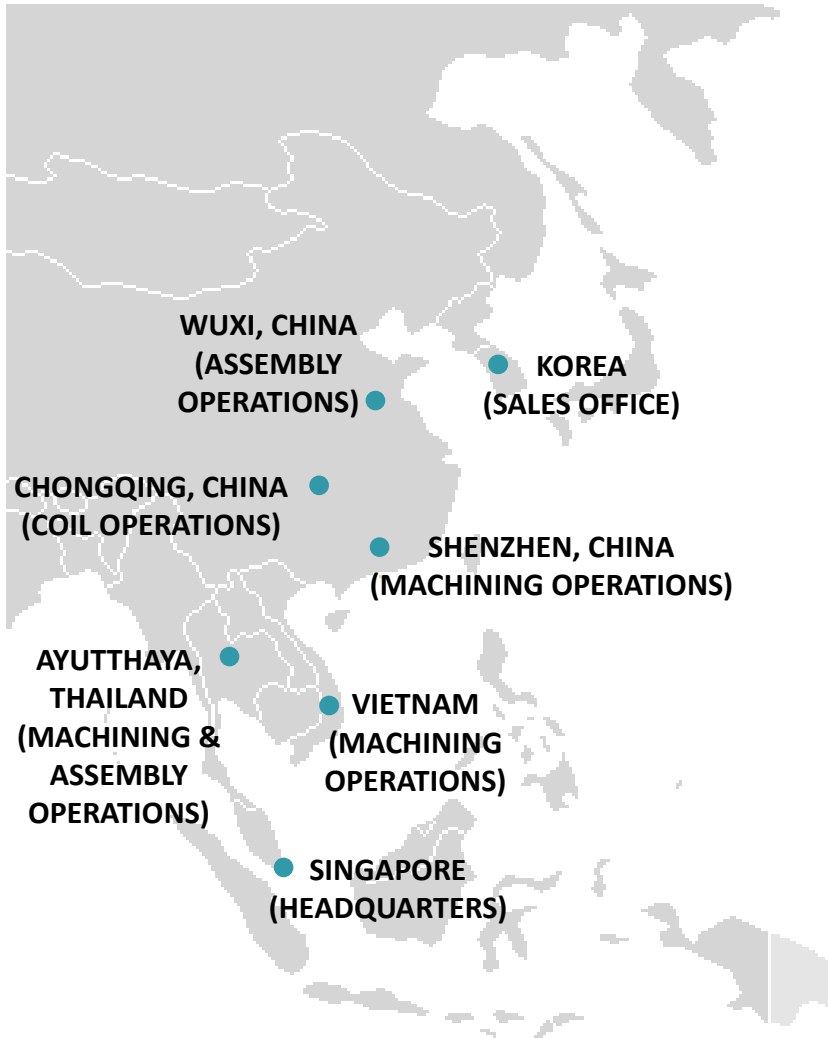 WUXI, CHINA
(ASSEMBLY
OPERATIONS)
KOREA
(SALES OFFICE)
CHONGQING, CHINA
(COIL OPERATIONS)
SHENZHEN, CHINA
(MACHINING OPERATIONS)
AYUTTHAYA,
THAILAND
(MACHINING &
ASSEMBLY
OPERATIONS)
VIETNAM
(MACHINING
OPERATIONS)
SINGAPORE
(HEADQUARTERS)